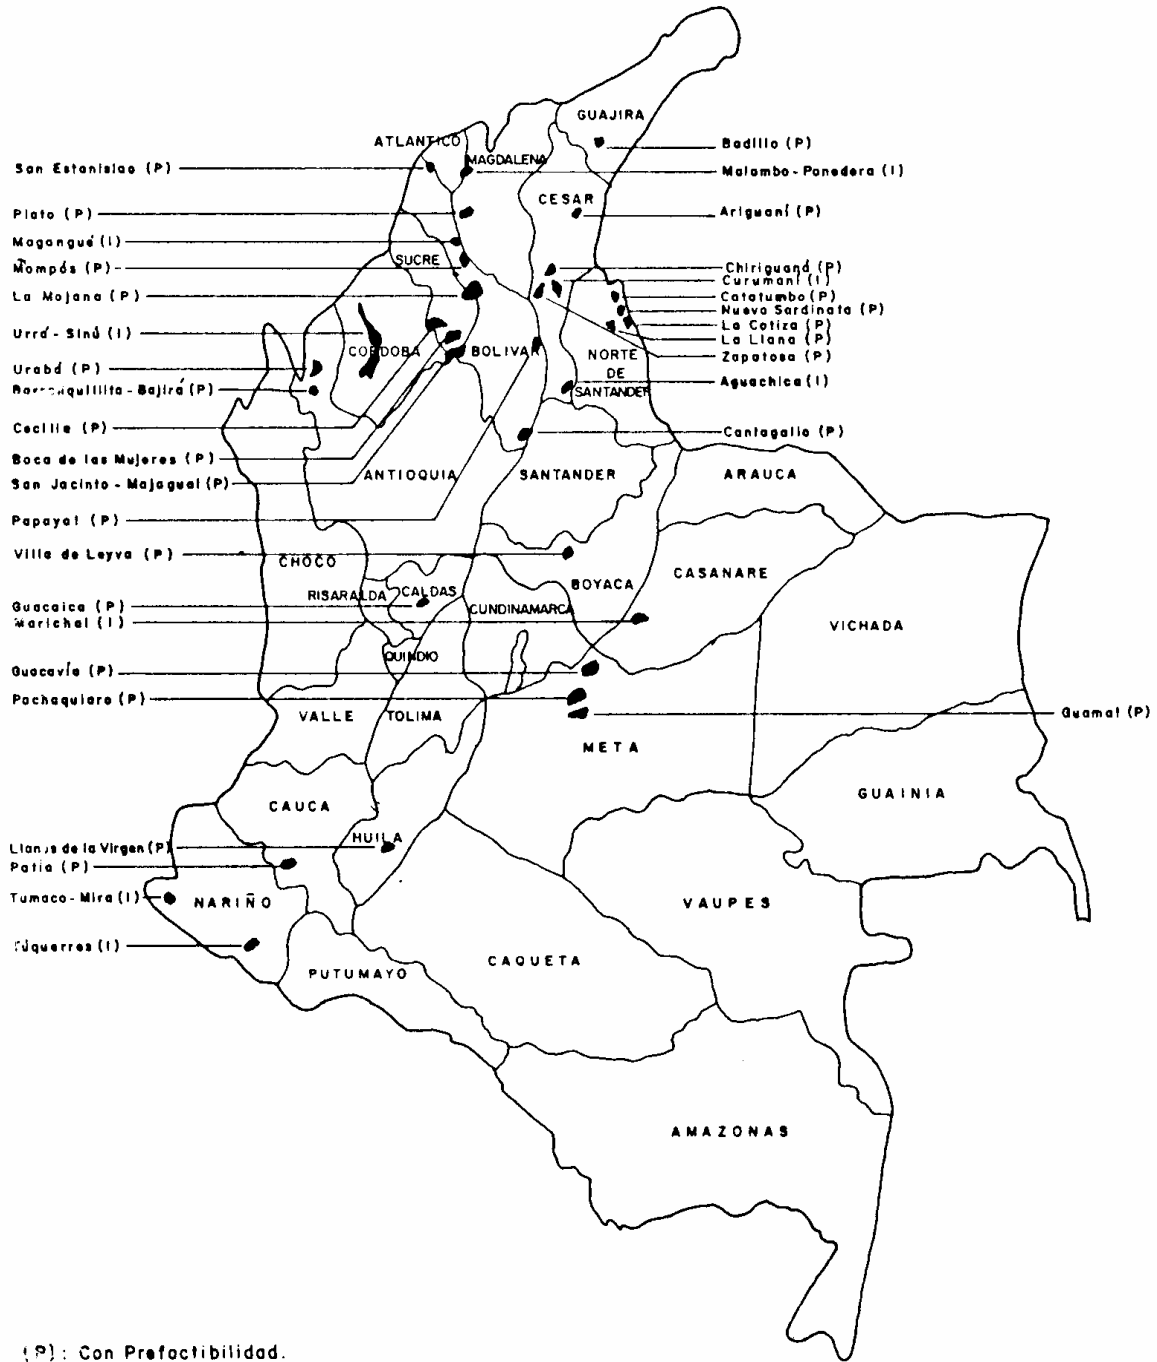 GUAJIRA
ATLANTICO
MAGDALENA
CESAR
SUCRE
CORDOBA
BOLIVAR
NORTE
DE
SANTANDER
ANTIOQUIA
SANTANDER
ARAUCA
CHOCO
RISARALDA
CALDAS
BOYACA
CASANARE
CUNDINAMARCA
VICHADA
QUINDIO
VALLE
TOLIMA
META
CAUCA
GUAINIA
HUILA
NARIÑO
VAUPES
PUTUMAYO
CAQUETA
AMAZONAS
San Estanislao (P)
Plato (P)
Magangué (I)
Mompós (P)
La Mojana (P)
Urrá - Sinú (I)
Urabá (P)
Bajirá (P)
Cecilia (P)
Boca de las Mujeres (P)
San Jacinto - Majagual (P)
Papayal (P)
Villa de Leyva (P)
Guacaica (P)
Marichal (I)
Guacavía (P)
Pachaquiaro (P)
Llanos de la Virgen (P)
Patia (P)
Tumaco - Mira (I)
Túquerres (I)
Badillo (P)
Malambo - Ponedera (I)
Ariguaní (P)
Chiriguaná (P)
Curumaní (I)
Catatumbo (P)
Nuevo Sardinata (P)
La Cotiza (P)
La Llana (P)
Zapatosa (P)
Aguachica (I)
Cantagallo (P)
Guamal (P)
(P): Con Prefactibilidad.